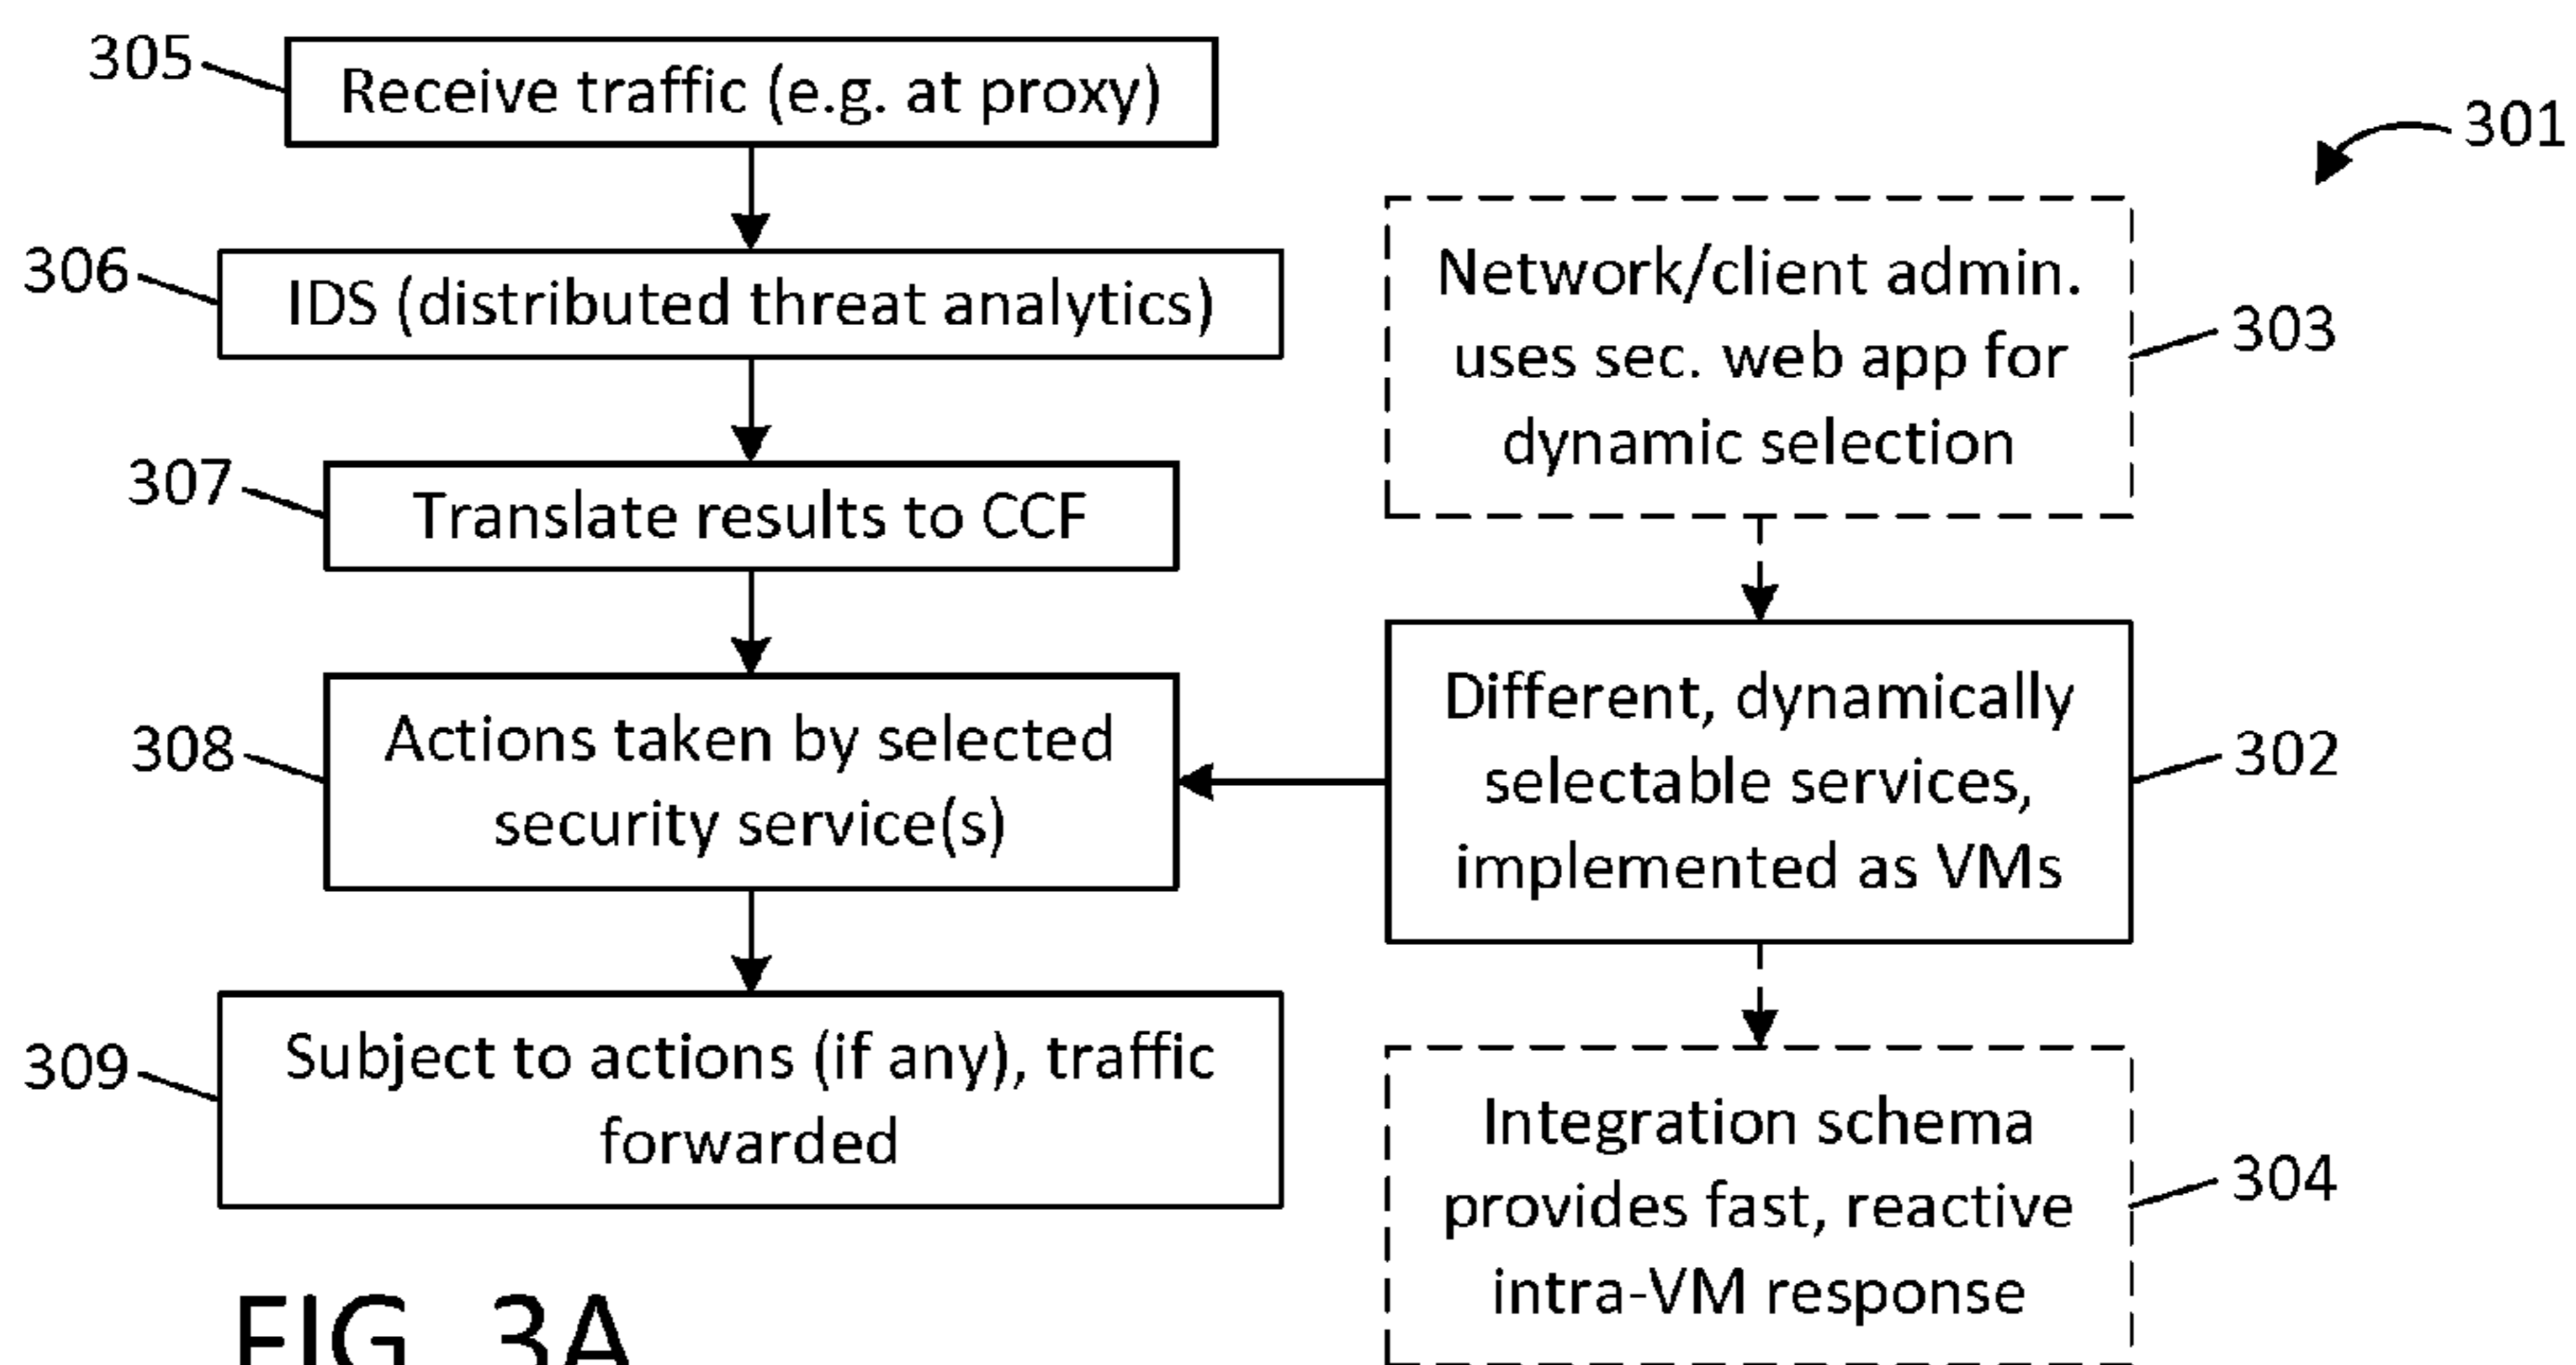 305
Receive traffic (e.g. at proxy)
301
306
IDS (distributed threat analytics)
Network/client admin.
uses sec. web app for
dynamic selection
303
307
Translate results to CCF
308
Actions taken by selected
security service(s)
Different, dynamically
selectable services,
implemented as VMs
302
309
Subject to actions (if any), traffic
forwarded
Integration schema
provides fast, reactive
intra-VM response
304
FIG. 3A